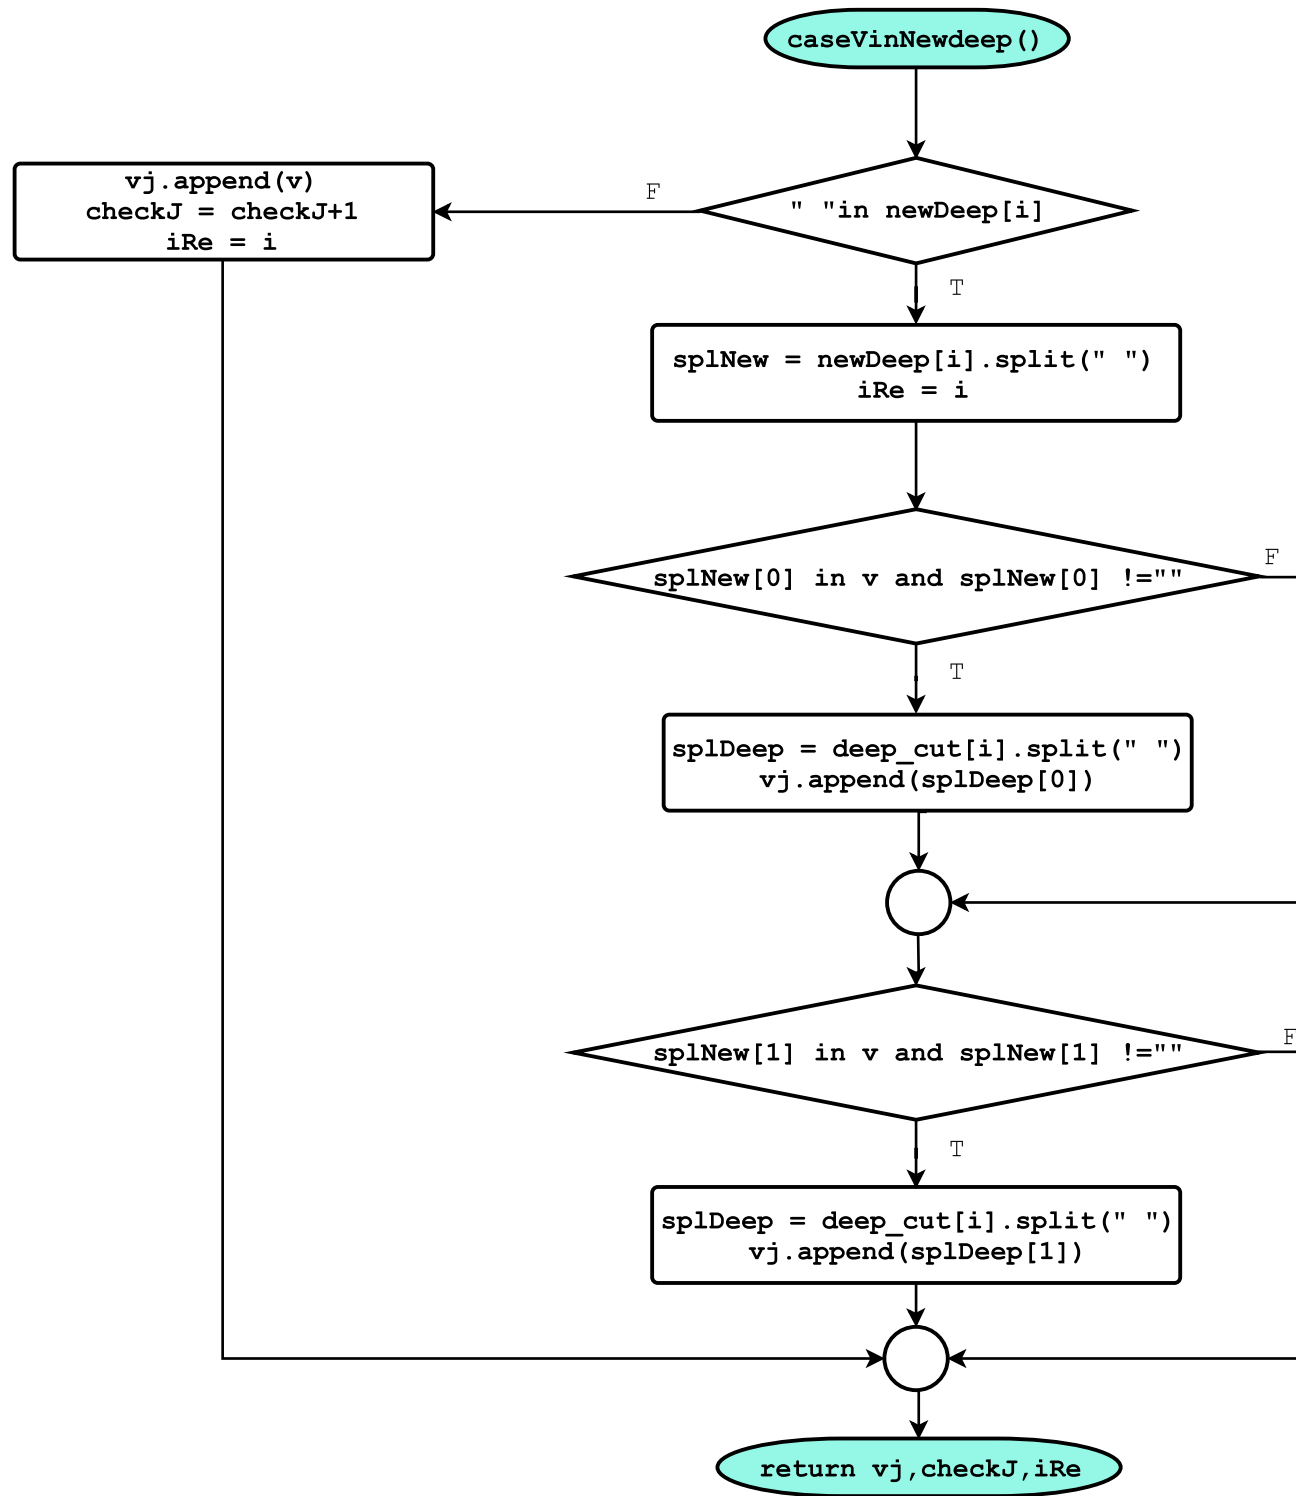 caseVinNewdeep()
" "in newDeep[i]
F
vj.append(v)
checkJ = checkJ+1
iRe = i
T
splNew = newDeep[i].split(" ")
iRe = i
splNew[0] in v and splNew[0] !=""
F
T
splDeep = deep_cut[i].split(" ")
vj.append(splDeep[0])
splNew[1] in v and splNew[1] !=""
F
T
splDeep = deep_cut[i].split(" ")
vj.append(splDeep[1])
return vj,checkJ,iRe